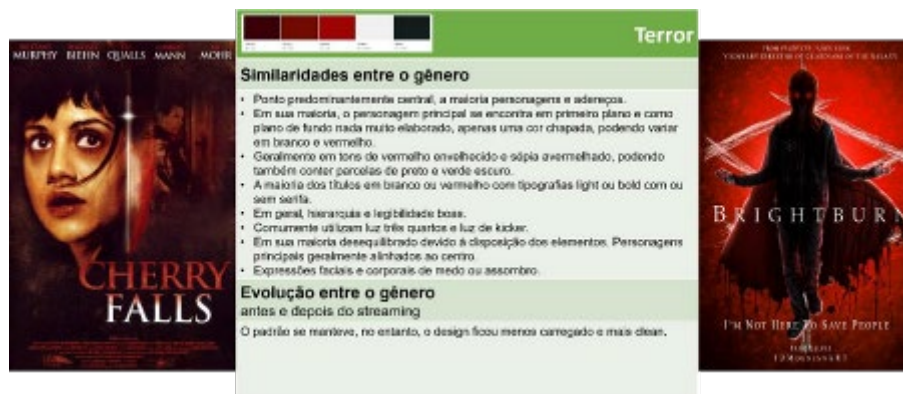 MURPHY BIEHN QUALLS MANN MOHR
CHERRY
FALLS
Terror
Similaridades entre o gênero
• Ponto predominantemente central, a maioria personagens e adereços.
• Em sua maioria, o personagem principal se encontra em primeiro plano e como
plano de fundo nada muito elaborado, apenas uma cor chapada, podendo variar
em branco e vermelho.
• Geralmente em tons de vermelho envelhecido e sépia avermelhado, podendo
também conter parcelas de preto e verde escuro.
• A maioria dos títulos em branco ou vermelho com tipografias light ou bold com ou
sem serifa.
• Em geral, hierarquia e legibilidade boas.
• Comumente utilizam luz três quartos e luz de kicker.
• Em sua maioria desequilibrado devido à disposição dos elementos. Personagens
principais geralmente alinhados ao centro.
• Expressões faciais e corporais de medo ou assombro.
Evolução entre o gênero
antes e depois do streaming
O padrão se manteve, no entanto, o design ficou menos carregado e mais clean.
BRIGHTBURN
I'M NOT HERE TO SAVE PEOPLE